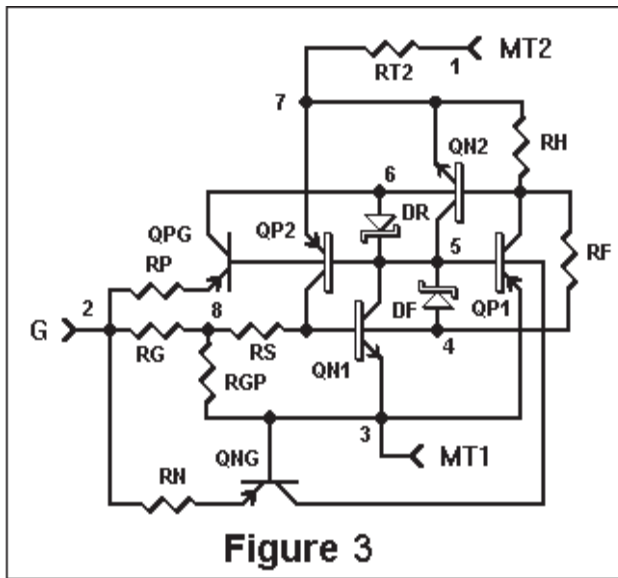 MT2
RT2
1
7
QN2
RH
6
DR
QPG
QP2
RP
5
RF
2
8
DF
QP1
G
RG
RS
4
QN1
RGP
3
QNG
MT1
RN
Figure 3